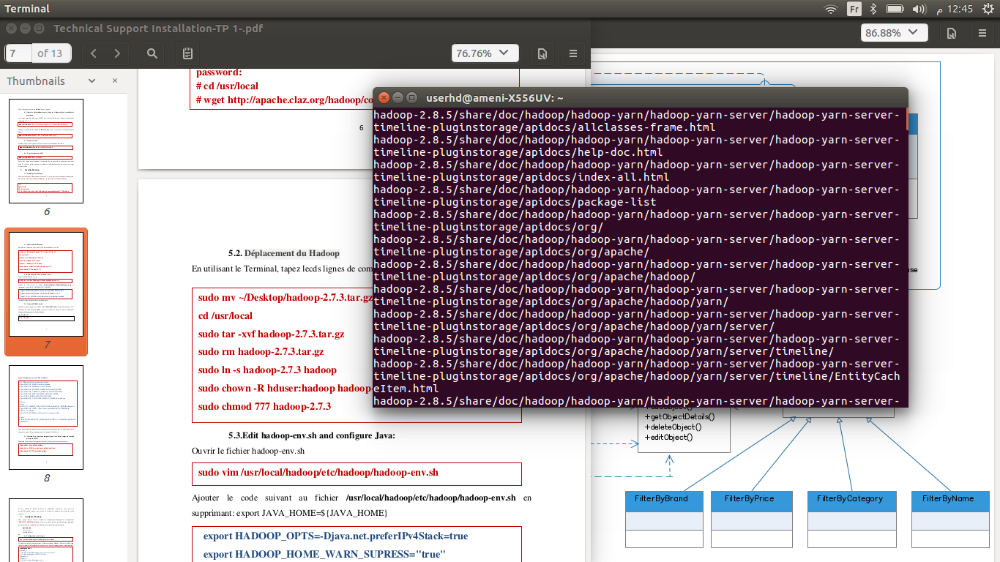 Terminal
Fr
12:45 م
Technical Support Installation-TP 1-.pdf
7 of 13
76.76%
86.88%
Thumbnails
6
7
8
password:
# cd /usr/local
# wget http://apache.claz.org/hadoop/co
6
5.2. Déplacement du Hadoop
En utilisant le Terminal, tapez lecds lignes de com
sudo mv ~/Desktop/hadoop-2.7.3.tar.gz
cd /usr/local
sudo tar -xvf hadoop-2.7.3.tar.gz
sudo rm hadoop-2.7.3.tar.gz
sudo ln -s hadoop-2.7.3 hadoop
sudo chown -R hduser:hadoop hadoop-
sudo chmod 777 hadoop-2.7.3
5.3.Edit hadoop-env.sh and configure Java:
Ouvrir le fichier hadoop-env.sh
sudo vim /usr/local/hadoop/etc/hadoop/hadoop-env.sh
Ajouter le code suivant au fichier /usr/local/hadoop/etc/hadoop/hadoop-env.sh en
supprimant: export JAVA_HOME=${JAVA_HOME}
export HADOOP_OPTS=-Djava.net.preferIPv4Stack=true
export HADOOP_HOME_WARN_SUPRESS="true"
userhd@ameni-X556UV: ~
hadoop-2.8.5/share/doc/hadoop/hadoop-yarn/hadoop-yarn-server/hadoop-yarn-server-
timeline-pluginstorage/apidocs/allclasses-frame.html
hadoop-2.8.5/share/doc/hadoop/hadoop-yarn/hadoop-yarn-server/hadoop-yarn-server-
timeline-pluginstorage/apidocs/help-doc.html
hadoop-2.8.5/share/doc/hadoop/hadoop-yarn/hadoop-yarn-server/hadoop-yarn-server-
timeline-pluginstorage/apidocs/index-all.html
hadoop-2.8.5/share/doc/hadoop/hadoop-yarn/hadoop-yarn-server/hadoop-yarn-server-
timeline-pluginstorage/apidocs/package-list
hadoop-2.8.5/share/doc/hadoop/hadoop-yarn/hadoop-yarn-server/hadoop-yarn-server-
timeline-pluginstorage/apidocs/org/
hadoop-2.8.5/share/doc/hadoop/hadoop-yarn/hadoop-yarn-server/hadoop-yarn-server-
timeline-pluginstorage/apidocs/org/apache/
hadoop-2.8.5/share/doc/hadoop/hadoop-yarn/hadoop-yarn-server/hadoop-yarn-server-
timeline-pluginstorage/apidocs/org/apache/hadoop/
hadoop-2.8.5/share/doc/hadoop/hadoop-yarn/hadoop-yarn-server/hadoop-yarn-server-
timeline-pluginstorage/apidocs/org/apache/hadoop/yarn/
hadoop-2.8.5/share/doc/hadoop/hadoop-yarn/hadoop-yarn-server/hadoop-yarn-server-
timeline-pluginstorage/apidocs/org/apache/hadoop/yarn/server/
hadoop-2.8.5/share/doc/hadoop/hadoop-yarn/hadoop-yarn-server/hadoop-yarn-server-
timeline-pluginstorage/apidocs/org/apache/hadoop/yarn/server/timeline/
hadoop-2.8.5/share/doc/hadoop/hadoop-yarn/hadoop-yarn-server/hadoop-yarn-server-
timeline-pluginstorage/apidocs/org/apache/hadoop/yarn/server/timeline/EntityCach
eItem.html
hadoop-2.8.5/share/doc/hadoop/hadoop-yarn/hadoop-yarn-server/hadoop-yarn-server-
+getObjectDetails()
+deleteObject()
+editObject()
FilterByBrand
FilterByPrice
FilterByCategory
FilterByName